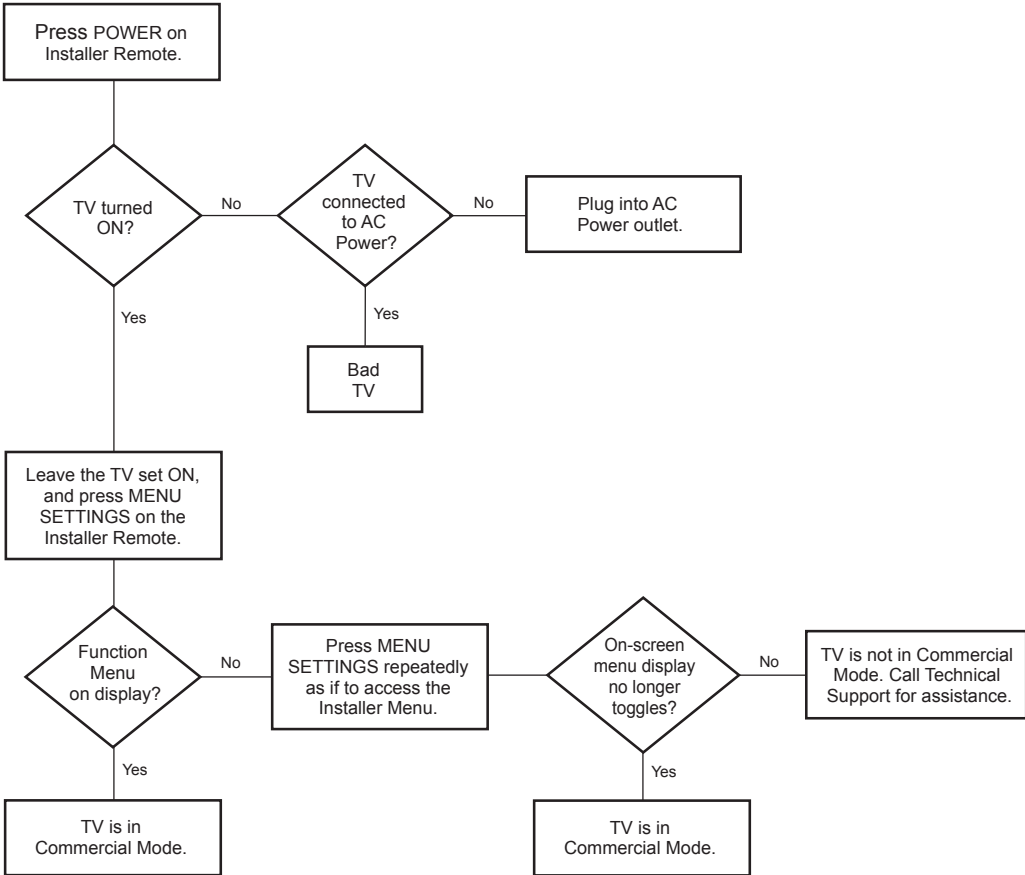 Press POWER on
Installer Remote.
TV turned
ON?
No
TV
connected
to AC
Power?
No
Plug into AC
Power outlet.
Yes
Yes
Bad
TV
Leave the TV set ON,
and press MENU
SETTINGS on the
Installer Remote.
Function
Menu
on display?
No
Press MENU
SETTINGS repeatedly
as if to access the
Installer Menu.
On-screen
menu display
no longer
toggles?
No
TV is not in Commercial
Mode. Call Technical
Support for assistance.
Yes
Yes
TV is in
Commercial Mode.
TV is in
Commercial Mode.